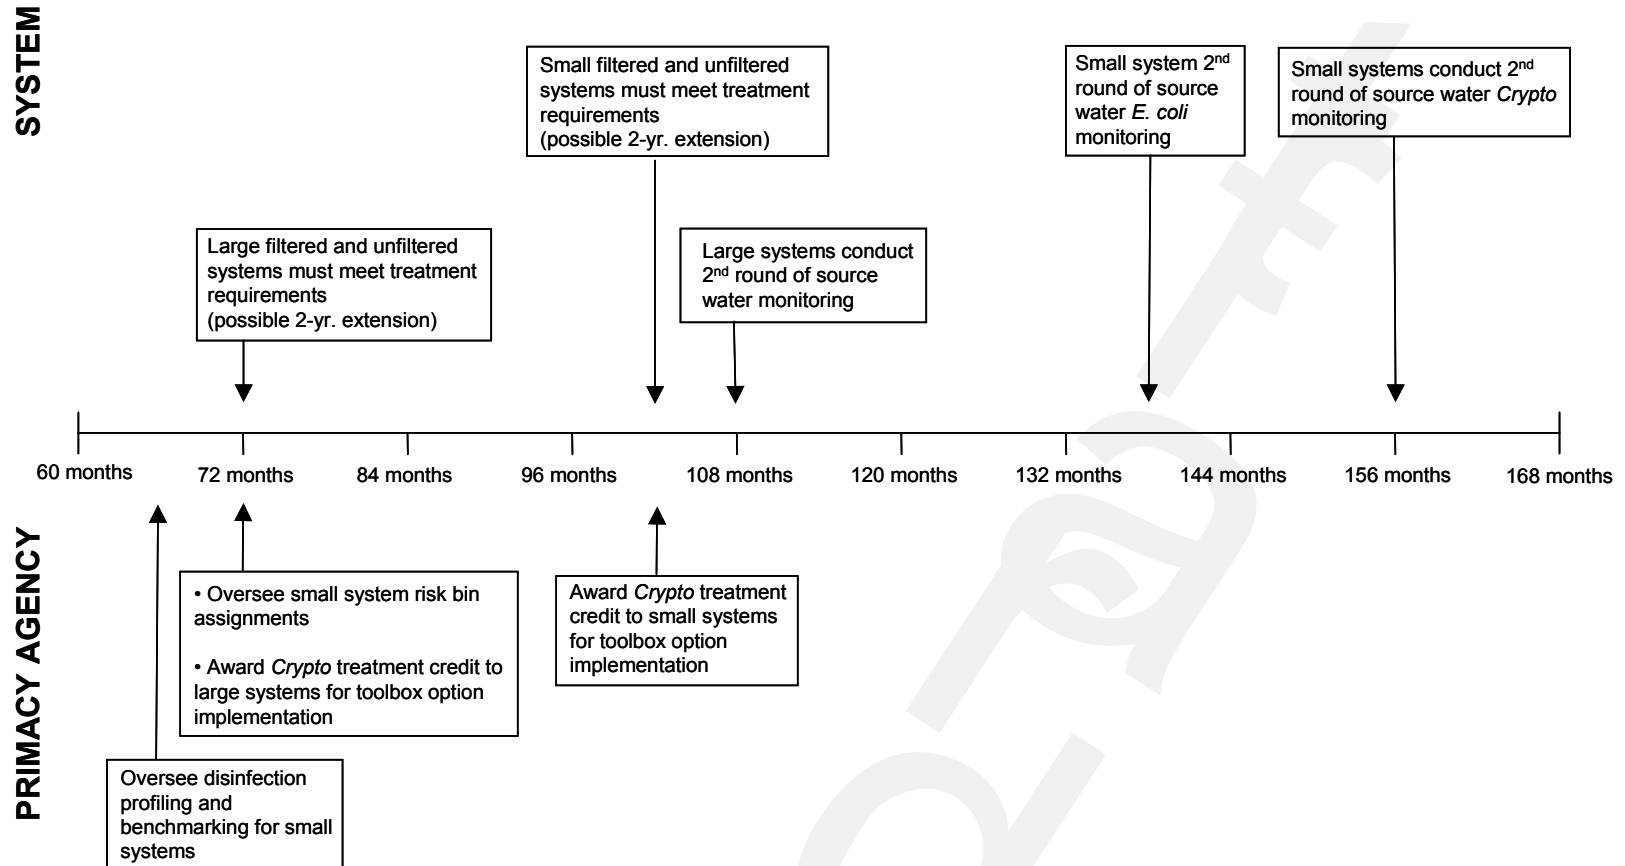 SYSTEM
Small filtered and unfiltered
systems must meet treatment
requirements
(possible 2-yr. extension)
Small system 2nd
round of source
water E. coli
monitoring
Small systems conduct 2nd
round of source water Crypto
monitoring
Large filtered and unfiltered
systems must meet treatment
requirements
(possible 2-yr. extension)
Large systems conduct
2nd round of source
water monitoring
60 months
72 months
84 months
96 months
108 months
120 months
132 months
144 months
156 months
168 months
PRIMACY AGENCY
• Oversee small system risk bin
assignments
• Award Crypto treatment credit to
large systems for toolbox option
implementation
Award Crypto treatment
credit to small systems
for toolbox option
implementation
Oversee disinfection
profiling and
benchmarking for small
systems